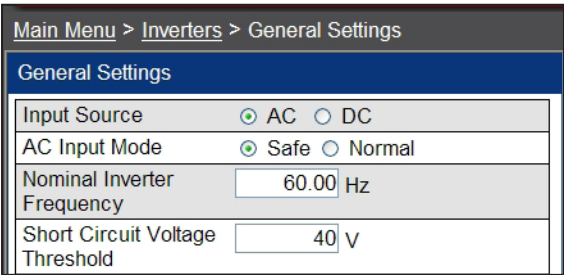 Main Menu > Inverters > General Settings
General Settings
Input Source AC DC
AC Input Mode Safe Normal
Nominal Inverter
Frequency 60.00 Hz
Short Circuit Voltage
Threshold 40 V